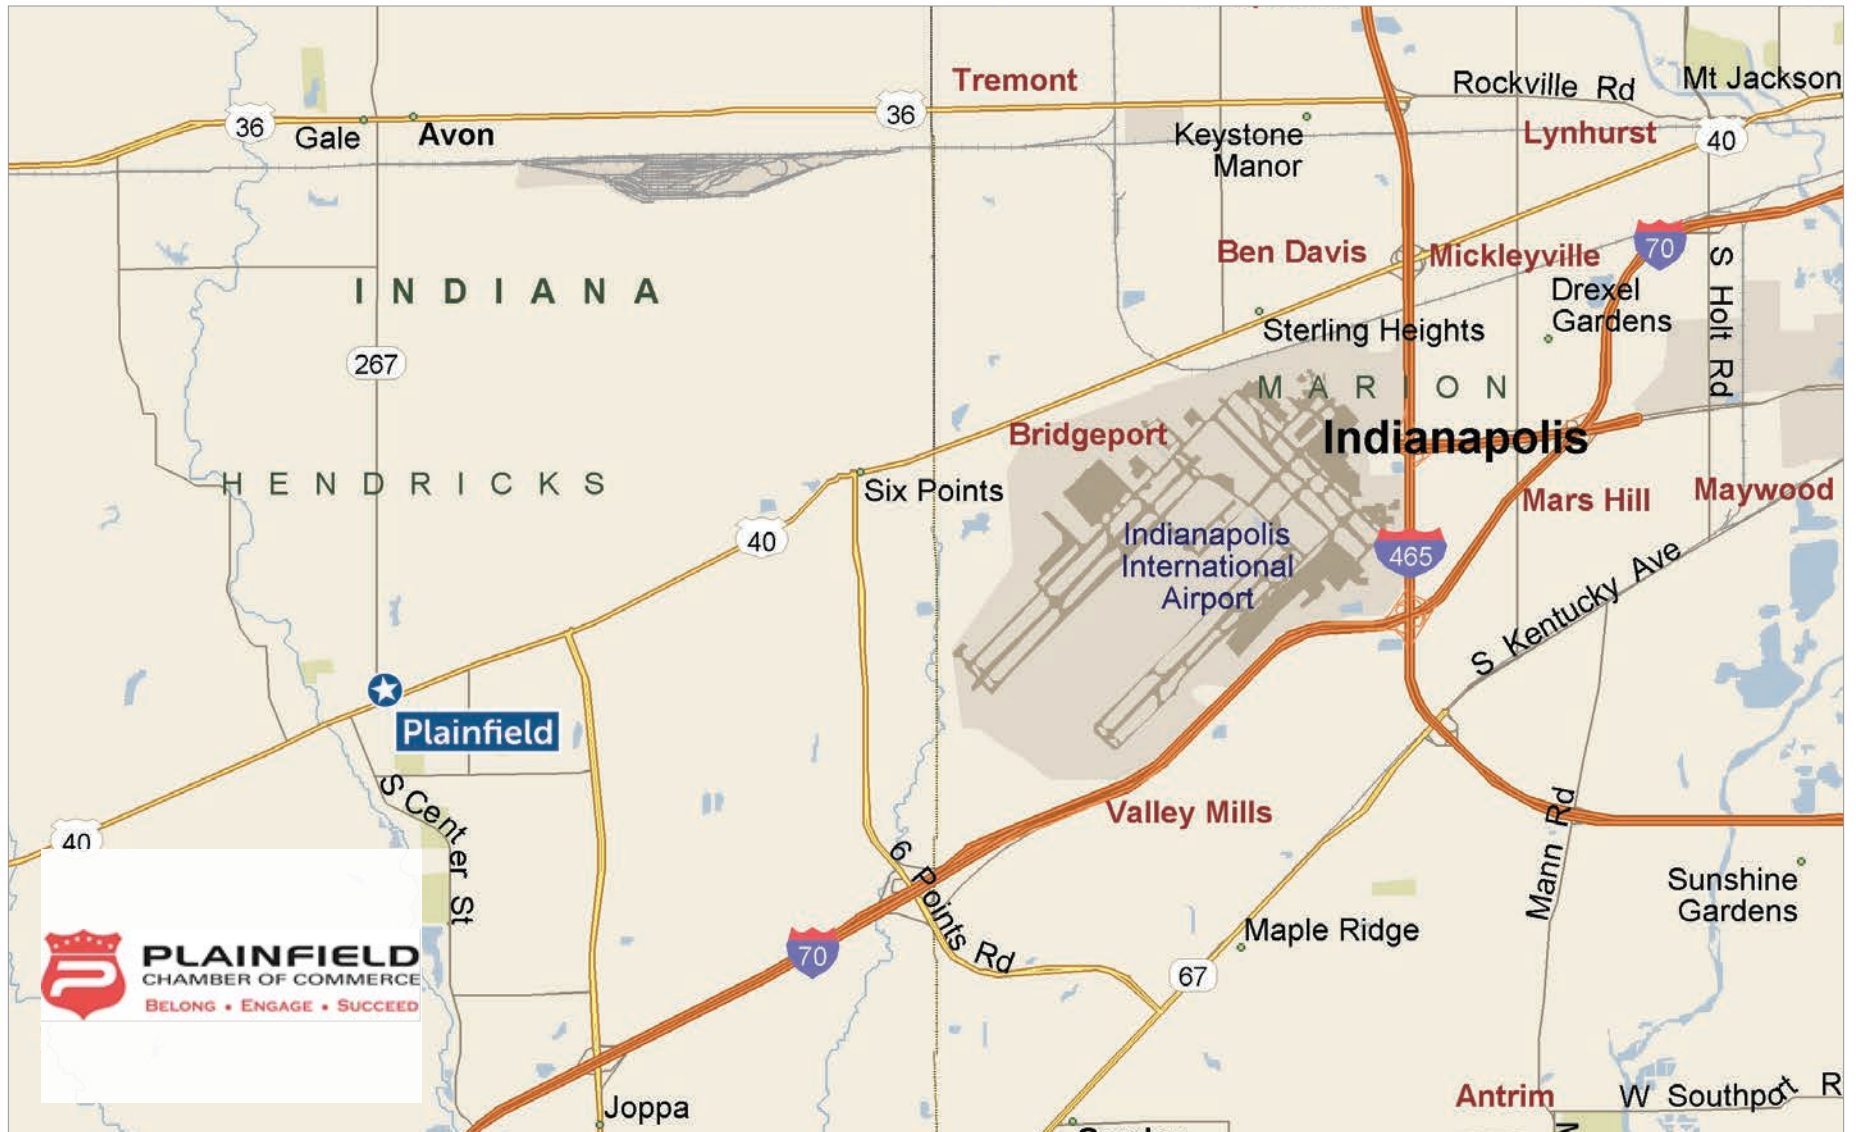 Tremont
Rockville Rd
Mt Jackson
36
36
Gale
Avon
Keystone
Manor
Lynhurst
40
Ben Davis
Mickleyville
70
S Holt Rd
INDIANA
Drexel
Gardens
Sterling Heights
267
MARION
Bridgeport
Indianapolis
HENDRICKS
Six Points
Mars Hill
Maywood
40
Indianapolis
International
Airport
465
S Kentucky Ave
Plainfield
S Center St
Valley Mills
40
6 Points Rd
Mann Rd
Sunshine
Gardens
Maple Ridge
70
67
PLAINFIELD
CHAMBER OF COMMERCE
BELONG • ENGAGE • SUCCEED
Joppa
Antrim
W Southport R